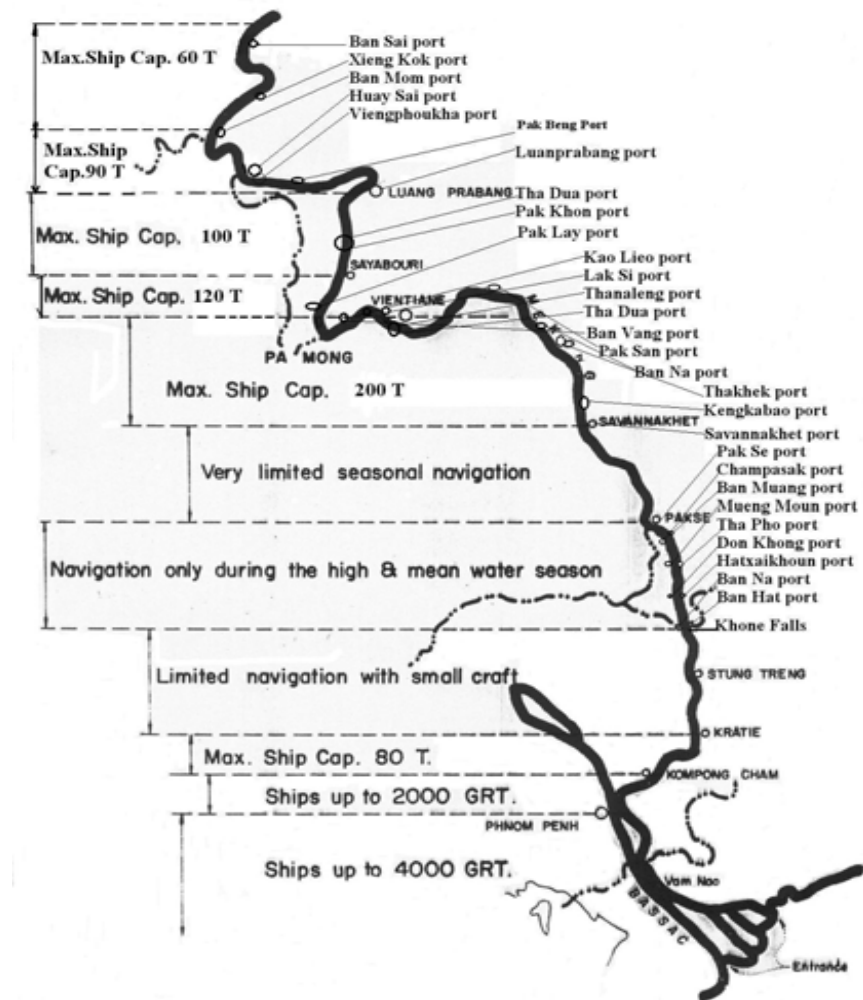 Max.Ship Cap. 60 T
Ban Sai port
Xieng Kok port
Ban Mom port
Huay Sai port
Viengphoukha port
Max.Ship
Cap.90 T
Pak Beng Port
Luanprabang port
LUANG PRABANG
Tha Dua port
Pak Khon port
Pak Lay port
Max. Ship Cap. 100 T
SAYABOURI
Kao Lieo port
Lak Si port
Max. Ship Cap. 120 T
VIENTIANE
Thanaleng port
Tha Dua port
MEKONG
Ban Vang port
Pak San port
PA MONG
Ban Na port
Thakhek port
Max. Ship Cap. 200 T
Kengkabao port
SAVANNAKHET
Savannakhet port
Pak Se port
Very limited seasonal navigation
Champasak port
Ban Muang port
Mueng Moun port
PAKSE
Tha Pho port
Don Khong port
Hatxaikhoun port
Navigation only during the high & mean water season
Ban Na port
Ban Hat port
Khone Falls
Limited navigation with small craft
STUNG TRENG
KRATIE
Max. Ship Cap. 80 T.
KOMPONG CHAM
Ships up to 2000 GRT.
PHNOM PENH
Ships up to 4000 GRT.
Vam Nao
BASSAC
Entrance